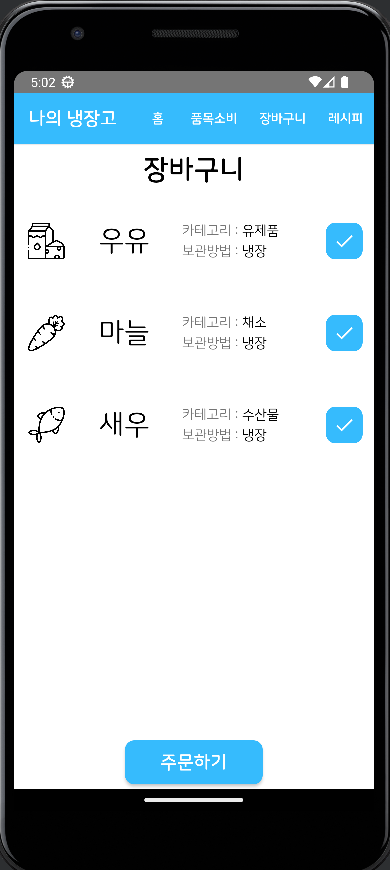 5:02
나의 냉장고 홈 품목소비 장바구니 레시피
장바구니
우유
카테고리 : 유제품
보관방법 : 냉장
마늘
카테고리 : 채소
보관방법 : 냉장
새우
카테고리 : 수산물
보관방법 : 냉장
주문하기